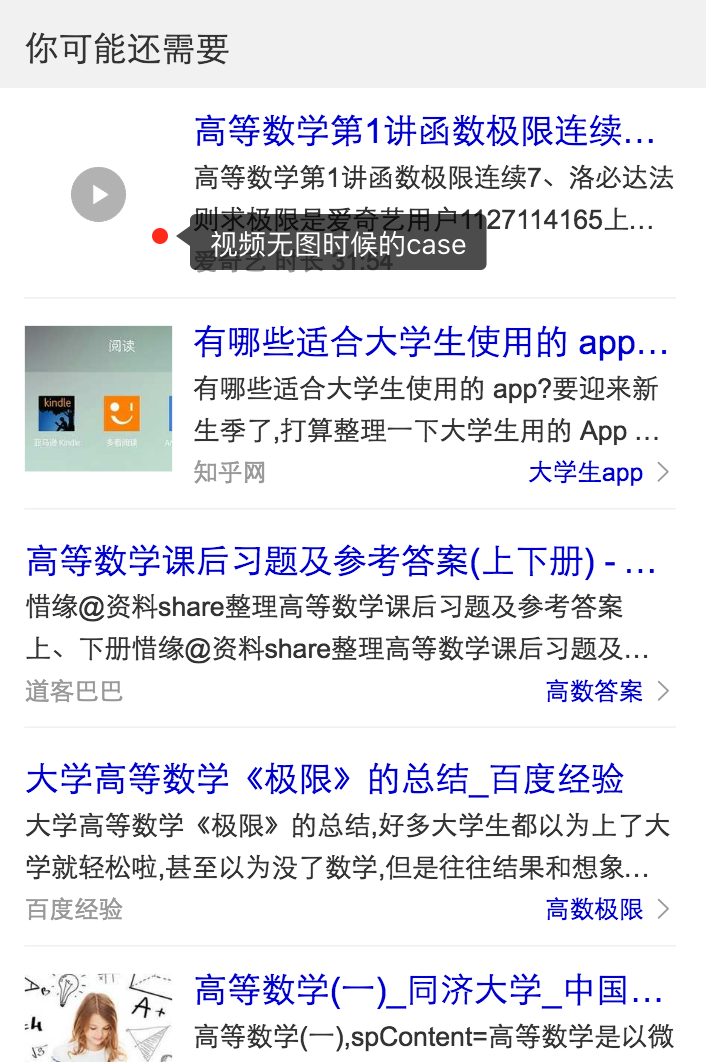 你可能还需要
高等数学第1讲函数极限连续...
高等数学第1讲函数极限连续7、洛必达法
则求极限是爱奇艺用户1127114165上...
视频无图时候的case
爱奇艺 时长 31:54
阅读
kindle
亚马逊 Kindle
多看阅读
有哪些适合大学生使用的 app...
有哪些适合大学生使用的 app?要迎来新
生季了,打算整理一下大学生用的 App ...
知乎网
大学生app
高等数学课后习题及参考答案(上下册) - ...
惜缘@资料share整理高等数学课后习题及参考答案
上、下册惜缘@资料share整理高等数学课后习题及...
道客巴巴
高数答案
大学高等数学《极限》的总结_百度经验
大学高等数学《极限》的总结,好多大学生都以为上了大
学就轻松啦,甚至以为没了数学,但是往往结果和想象...
百度经验
高数极限
A+
高等数学(一)_同济大学_中国...
高等数学(一),spContent=高等数学是以微